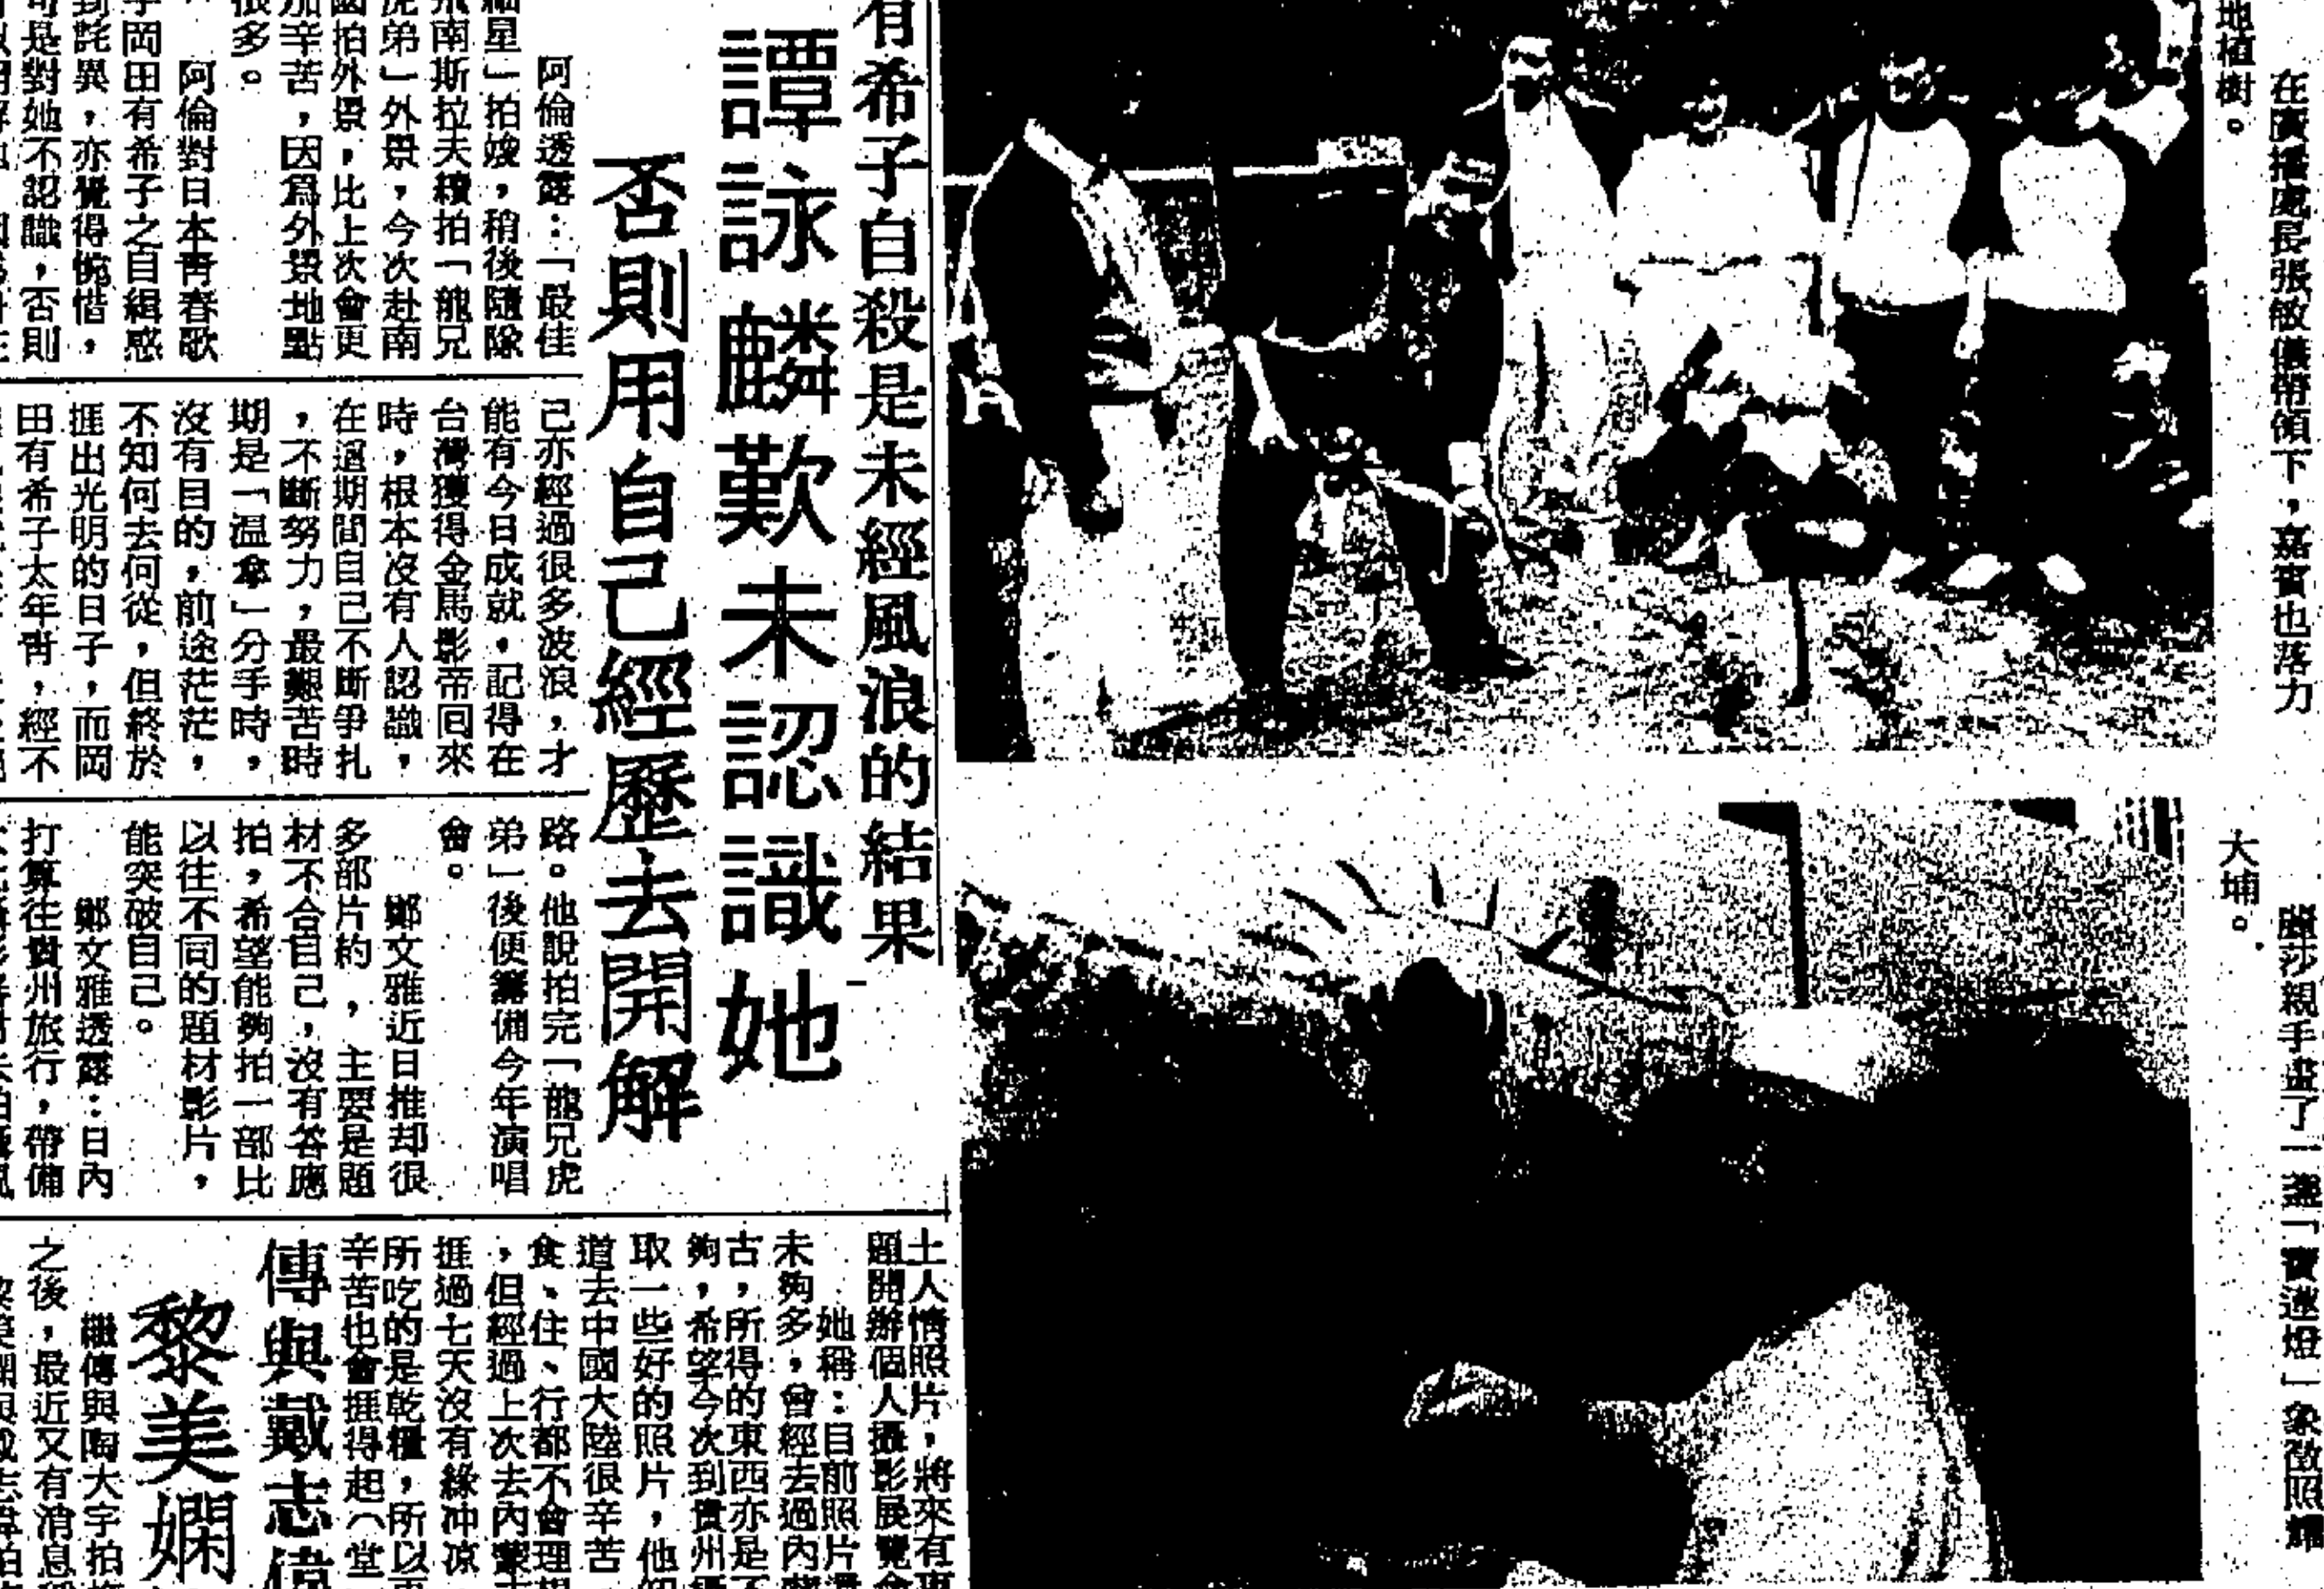 在廣播處長張敏儀帶領下，嘉賓也落力
地植樹。
麗莎親手畫了一盞「賣述燈」象徵照輝
大埔。
有希子自殺是未經風浪的結果
譚詠麟歎未認識她
否則用自己經歷去開解
阿倫透露：「最佳
福星」拍竣，稍後隨隊
飛南斯拉夫續拍「龍兄
虎弟」外景，今次赴南
國拍外景，比上次會更
加辛苦，因爲外景地點
很多。
阿倫對日本青春歌
手岡田有希子之自緝感
到詫異，亦覺得惋惜，
可是對她不認識，否則
己亦經過很多波浪，才
能有今日成就，記得在
台灣獲得金馬影帝回來
時，根本沒有人認識，
在這期間自己不斷爭扎
，不斷努力，最艱苦時
期是「温拿」分手時，
沒有目的，前途茫茫，
不知何去何從，但終於
捱出光明的日子，而岡
田有希子太年青，經不
路。他說拍完「龍兄虎
弟」後便籌備今年演唱
會。
鄭文雅近日推却很
多部片約，主要是題
材不合自己，沒有答應
拍，希望能夠拍一部比
以往不同的題材影片，
能突破自己。
鄭文雅透露：日內
打算往貴州旅行，帶備
土人情照片，將來有專
題開辦個人攝影展覽會
她稱：目前照片還
未夠多，曾經去過內蒙
古，所得的東西亦是不
夠，希望今次到貴州攝
取一些好的照片，他知
道去中國大陸很辛苦，
食、住、行都不會理想
，但經過上次去內蒙古
捱過七天沒有綠冲凉，
所吃的是乾糧，所以再
辛苦也會捱得起（堂
傳與戴志偉
黎美嫻
繼傳與陶大宇拍
之後，最近又有消息